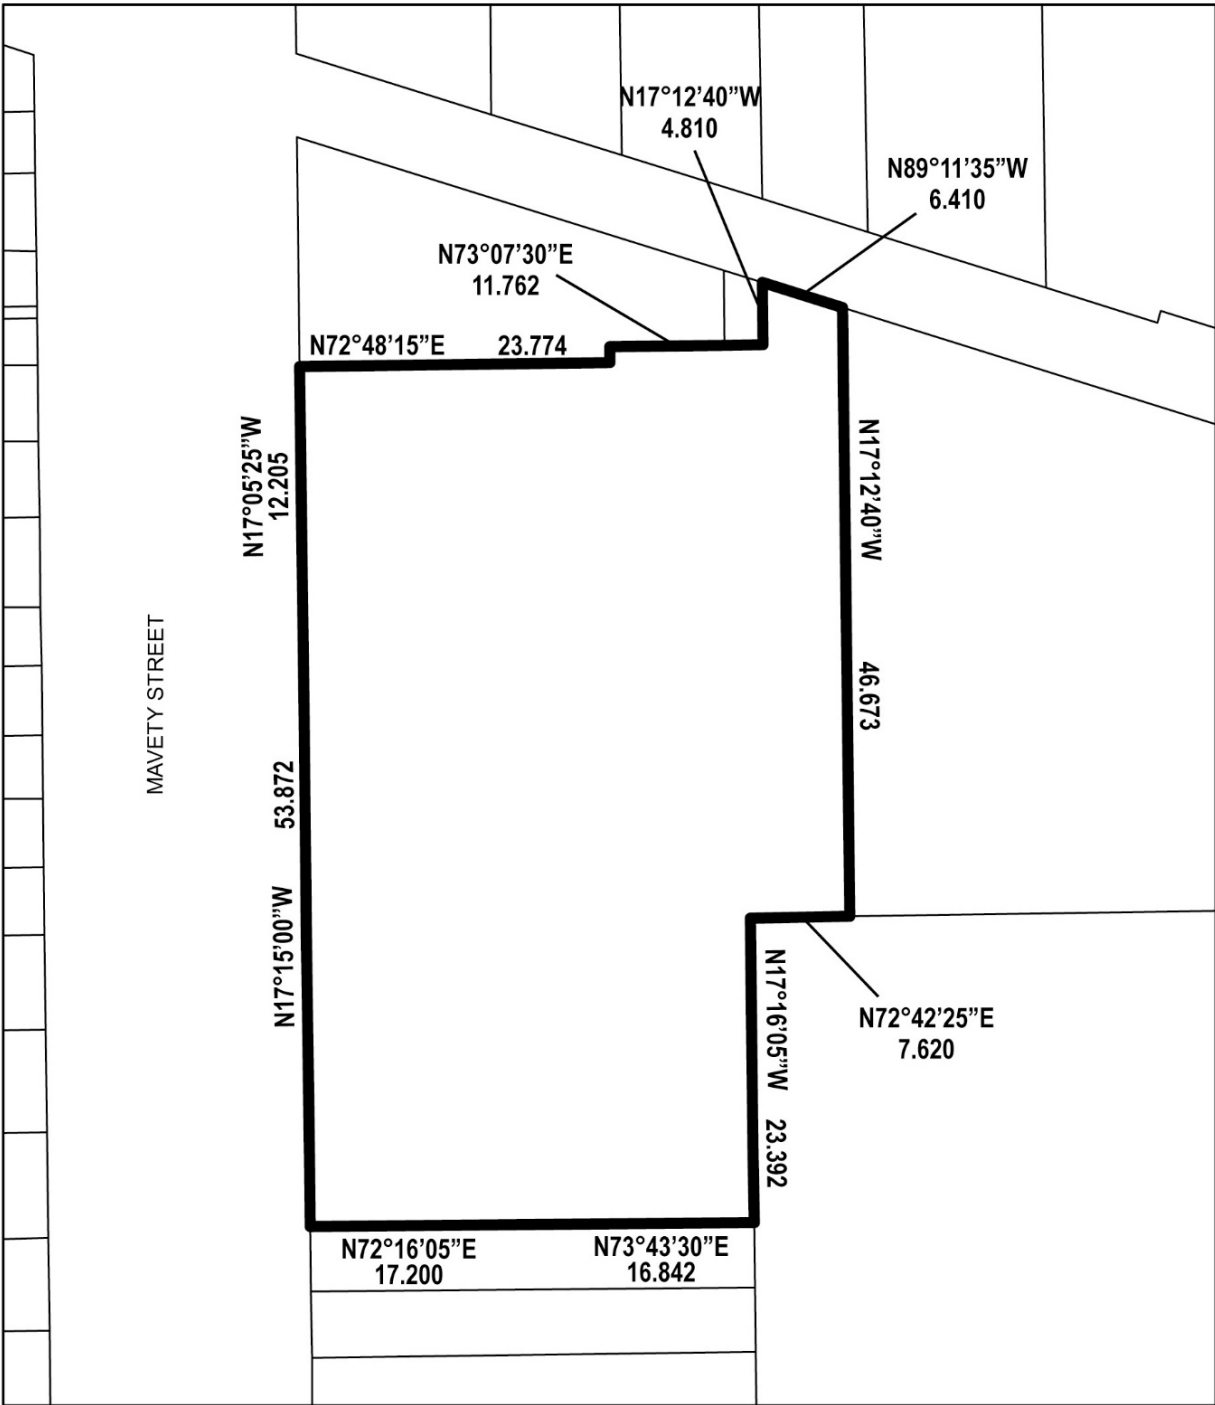 N17°12’40”W
4.810
N89°11’35”W
6.410
N73°07’30”E
11.762
N72°48’15”E 23.774
N17°05’25”W
12.205
N17°12’40”W 46.673
MAVETY STREET
N17°15’00”W 53.872
N17°16’05”W 23.392
N72°42’25”E
7.620
N72°16’05”E
17.200
N73°43’30”E
16.842